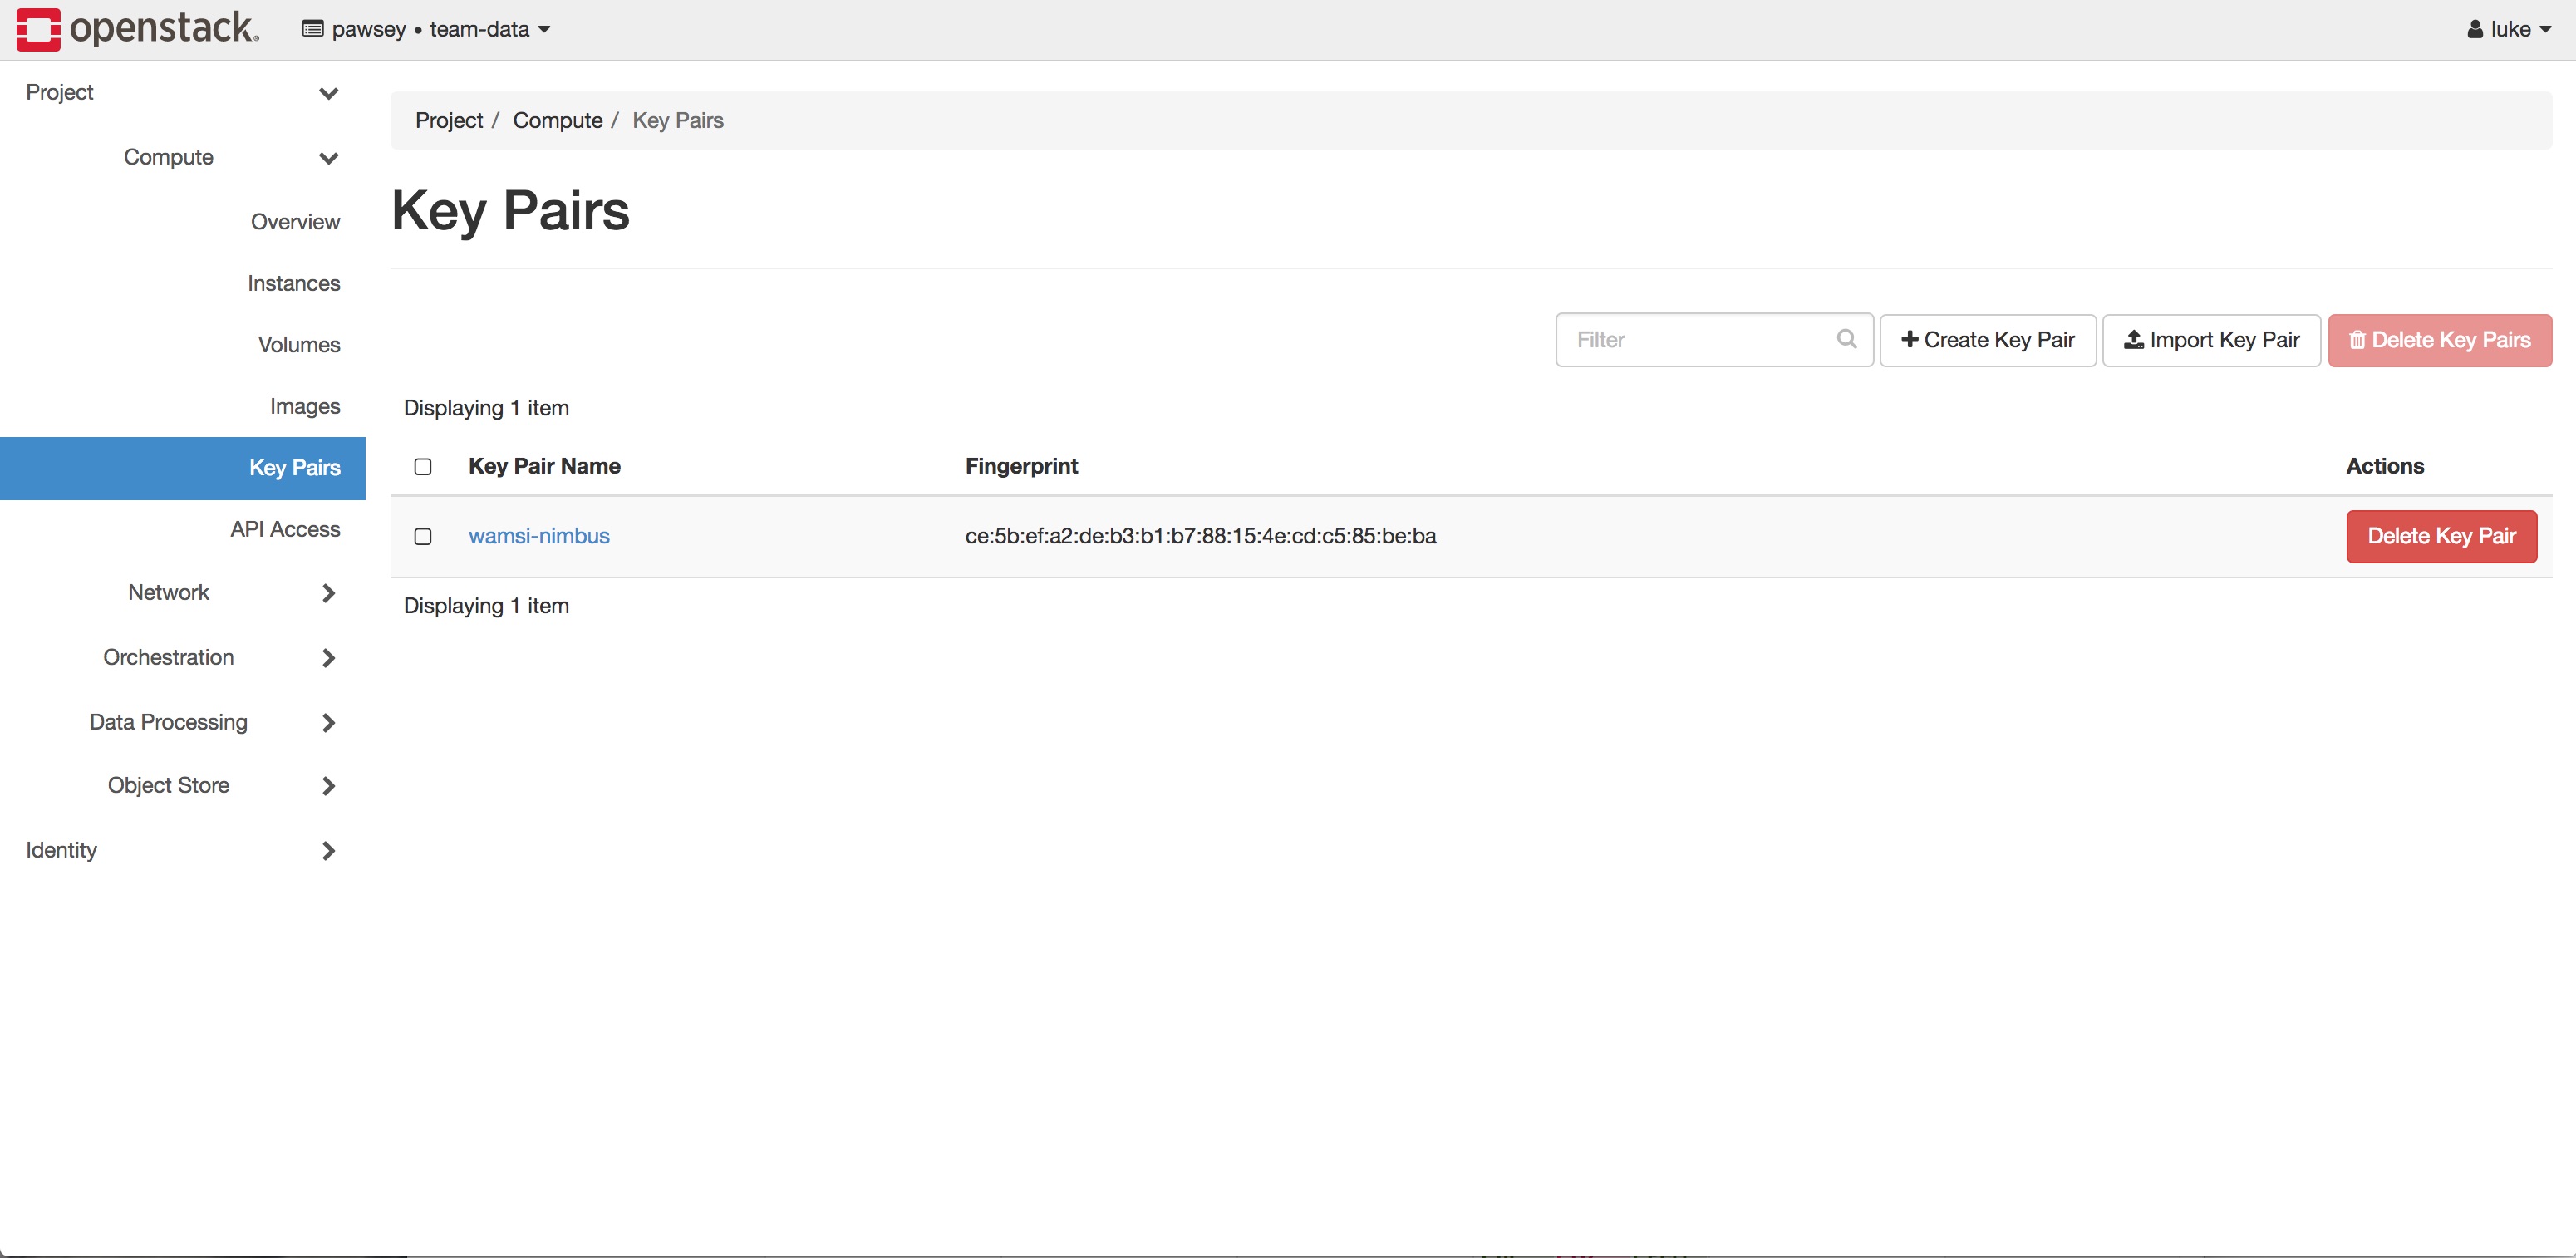 openstack.
pawsey • team-data
luke
Project
Compute
Overview
Instances
Volumes
Images
Key Pairs
API Access
Network
Orchestration
Data Processing
Object Store
Identity
Project / Compute / Key Pairs
Key Pairs
Filter
Create Key Pair
Import Key Pair
Delete Key Pairs
Displaying 1 item
Key Pair Name Fingerprint Actions
wamsi-nimbus ce:5b:ef:a2:de:b3:b1:b7:88:15:4e:cd:c5:85:be:ba Delete Key Pair
Displaying 1 item